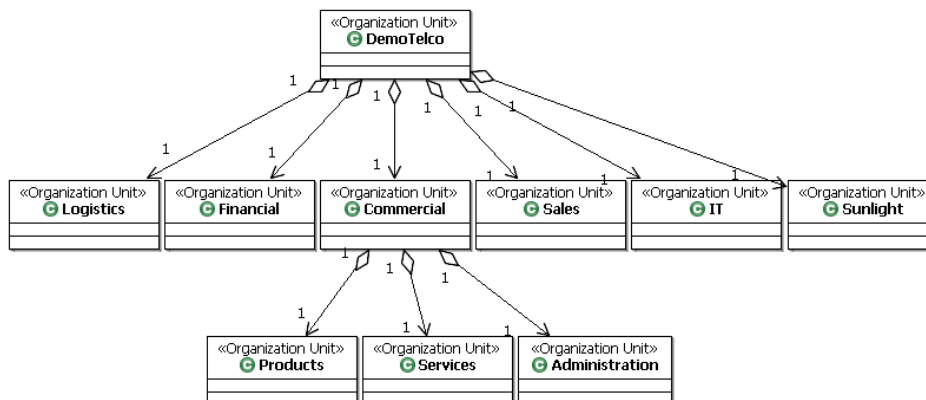 «Organization Unit»
C DemoTelco
1 1 1 1 1
1 1 1 1 1 1
«Organization Unit» «Organization Unit» «Organization Unit» «Organization Unit» «Organization Unit» «Organization Unit»
C Logistics C Financial C Commercial C Sales C IT C Sunlight
1 1 1
1 1 1
«Organization Unit» «Organization Unit» «Organization Unit»
C Products C Services C Administration